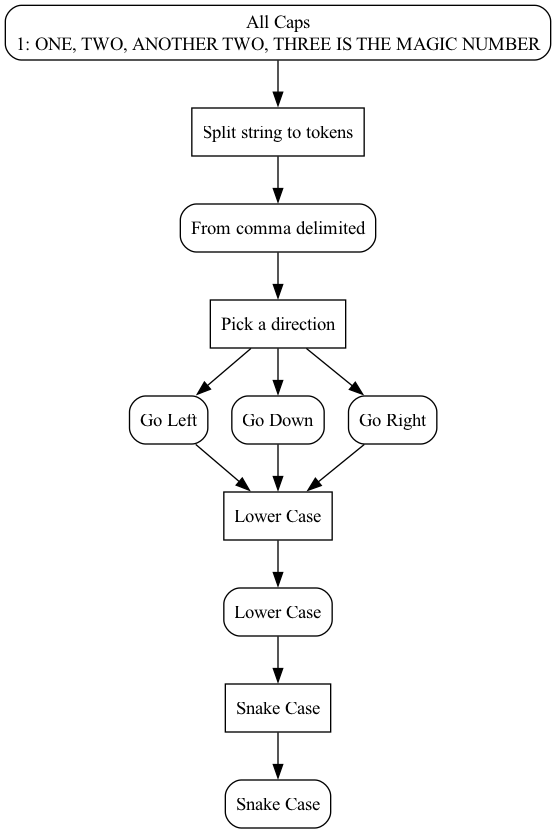 All Caps
1: ONE, TWO, ANOTHER TWO, THREE IS THE MAGIC NUMBER
Split string to tokens
From comma delimited
Pick a direction
Go Left
Go Down
Go Right
Lower Case
Lower Case
Snake Case
Snake Case